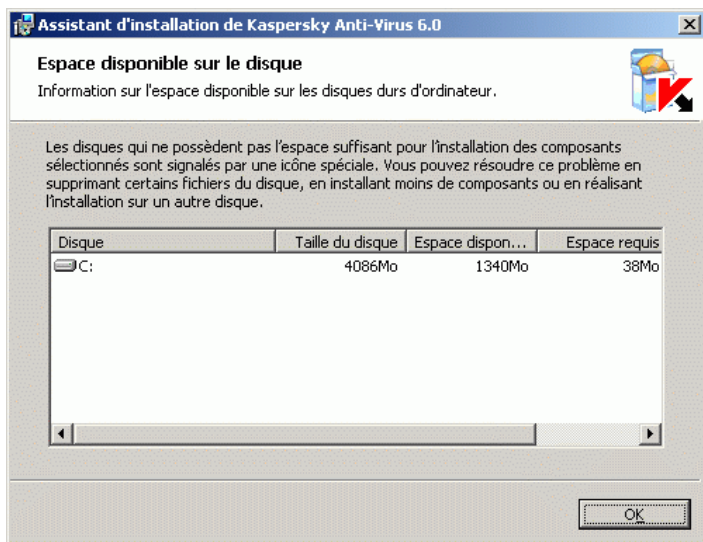 Assistant d'installation de Kaspersky Anti-Virus 6.0
Espace disponible sur le disque
Information sur l'espace disponible sur les disques durs d'ordinateur.
Les disques qui ne possèdent pas l'espace suffisant pour l'installation des composants
sélectionnés sont signalés par une icône spéciale. Vous pouvez résoudre ce problème en
supprimant certains fichiers du disque, en installant moins de composants ou en réalisant
l'installation sur un autre disque.
Disque Taille du disque Espace dispon... Espace requis
C: 4086Mo 1340Mo 38Mo
OK